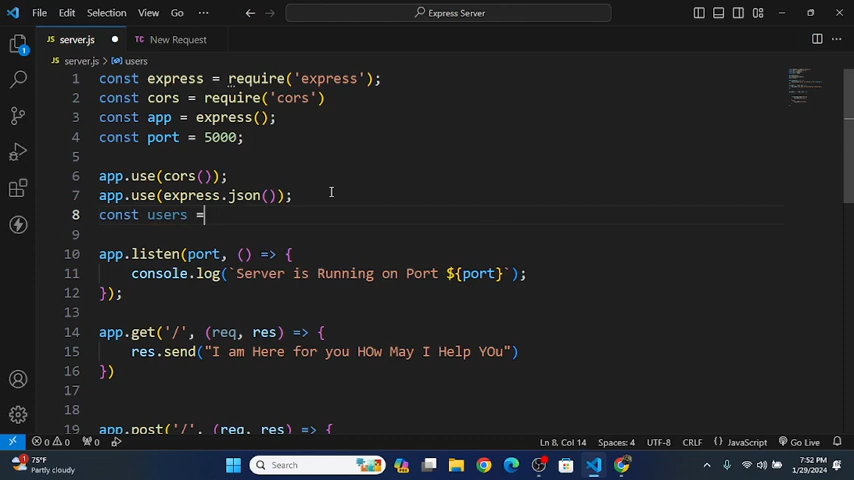 File Edit Selection View Go ··· Express Server
server.js New Request
server.js > users
1 const express = require('express');
2 const cors = require('cors')
3 const app = express();
4 const port = 5000;
5
6 app.use(cors());
7 app.use(express.json());
8 const users =
9
10 app.listen(port, () => {
11 console.log(`Server is Running on Port ${port}`);
12 });
13
14 app.get('/', (req, res) => {
15 res.send("I am Here for you HOw May I Help YOu")
16 })
17
18
19 app.post('/', (req, res) => {
1
0 0 0 Ln 8, Col 14 Spaces: 4 UTF-8 CRLF {} JavaScript Go Live
1 75°F Search 7:52 PM
Partly cloudy 1/29/2024